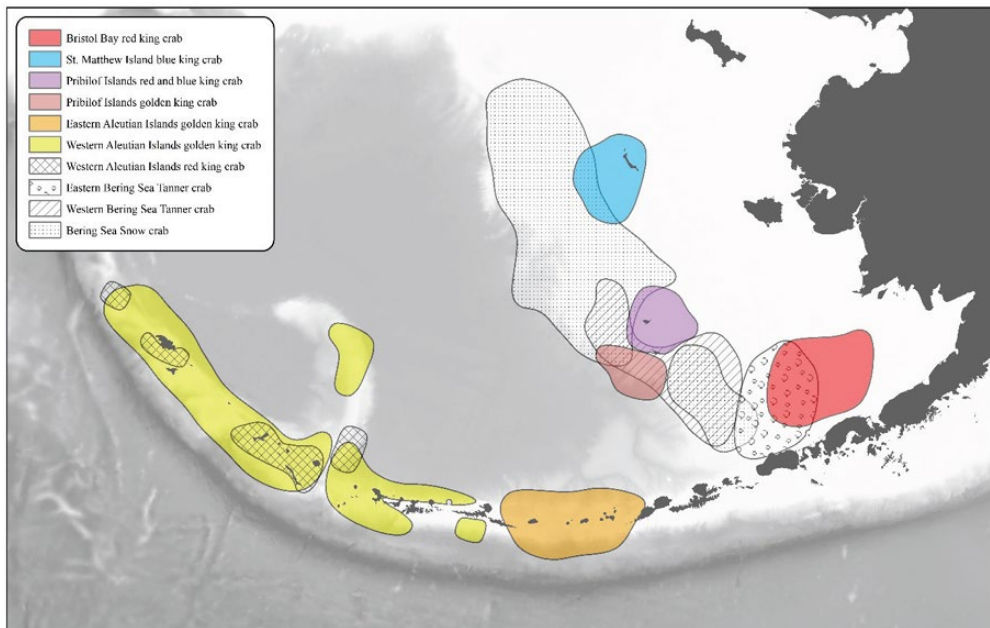 Bristol Bay red king crab
St. Matthew Island blue king crab
Pribilof Islands red and blue king crab
Pribilof Islands golden king crab
Eastern Aleutian Islands golden king crab
Western Aleutian Islands golden king crab
Western Aleutian Islands red king crab
Eastern Bering Sea Tanner crab
Western Bering Sea Tanner crab
Bering Sea Snow crab